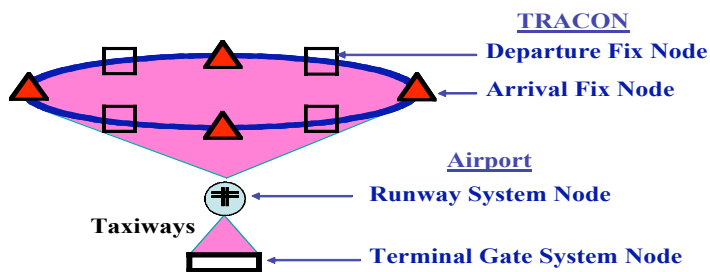 TRACON
Departure Fix Node
Arrival Fix Node
Airport
Runway System Node
Taxiways
Terminal Gate System Node